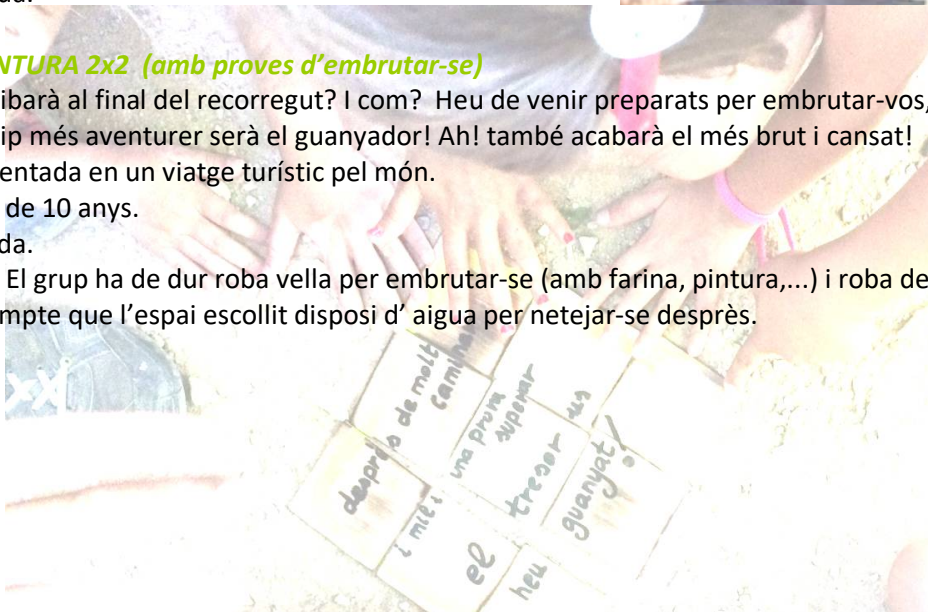 da.
NTURA 2x2 (amb proves d’embrutar-se)
ibarà al final del recorregut? I com? Heu de venir preparats per embrutar-vos,
ip més aventurer serà el guanyador! Ah! també acabarà el més brut i cansat!
entada en un viatge turístic pel món.
de 10 anys.
da.
El grup ha de dur roba vella per embrutar-se (amb farina, pintura,...) i roba de
mpte que l’espai escollit disposi d’ aigua per netejar-se desprès.
després de molt
caminar
i mil i una prova
superar
el tresor us
heu guanyat!